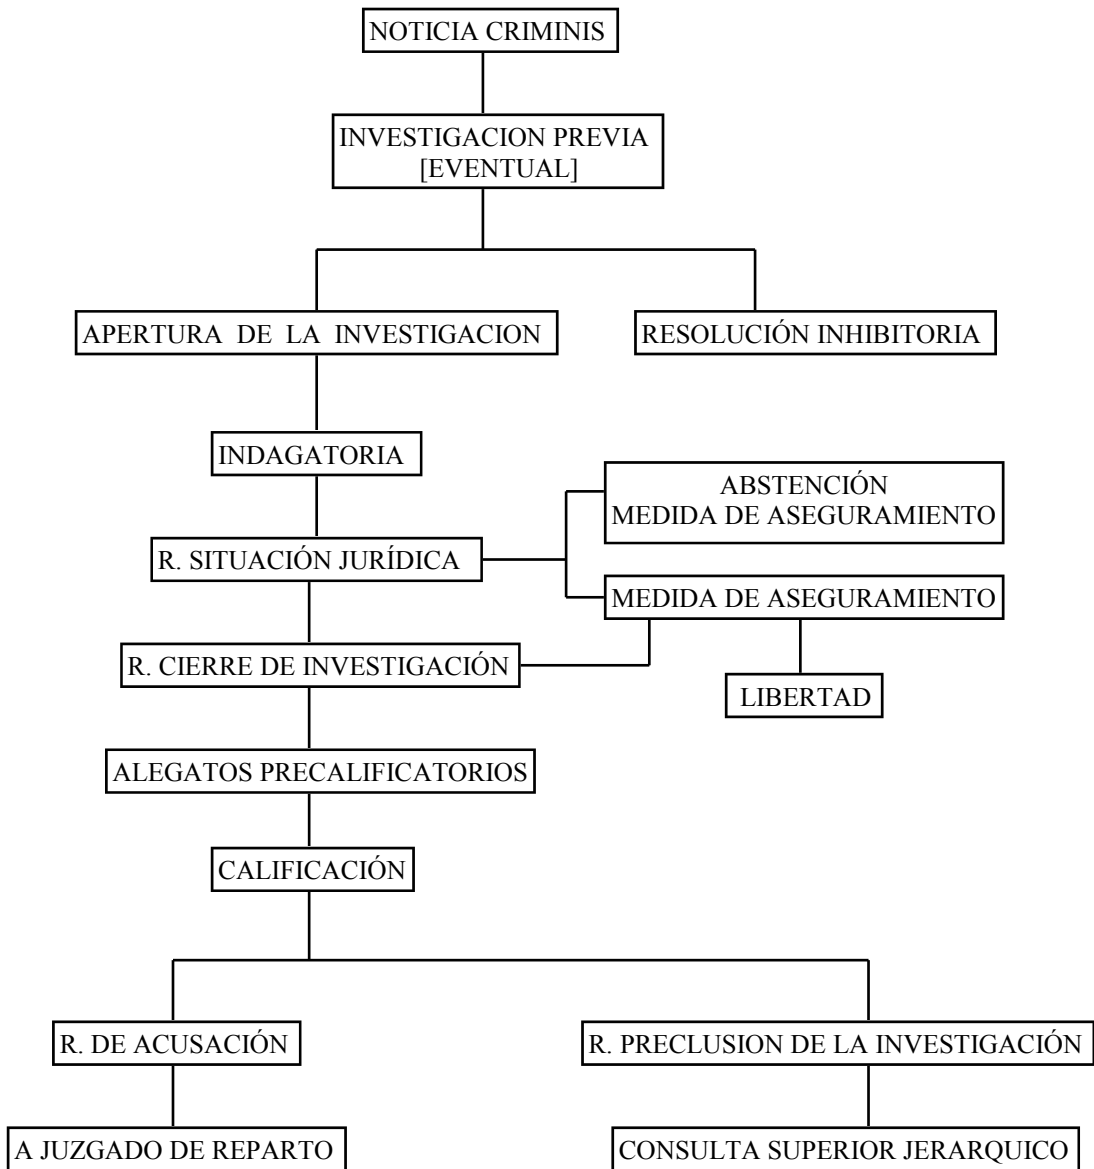 NOTICIA CRIMINIS
INVESTIGACION PREVIA
[EVENTUAL]
APERTURA DE LA INVESTIGACION
RESOLUCIÓN INHIBITORIA
INDAGATORIA
ABSTENCIÓN
MEDIDA DE ASEGURAMIENTO
R. SITUACIÓN JURÍDICA
MEDIDA DE ASEGURAMIENTO
R. CIERRE DE INVESTIGACIÓN
LIBERTAD
ALEGATOS PRECALIFICATORIOS
CALIFICACIÓN
R. DE ACUSACIÓN
R. PRECLUSION DE LA INVESTIGACIÓN
A JUZGADO DE REPARTO
CONSULTA SUPERIOR JERARQUICO